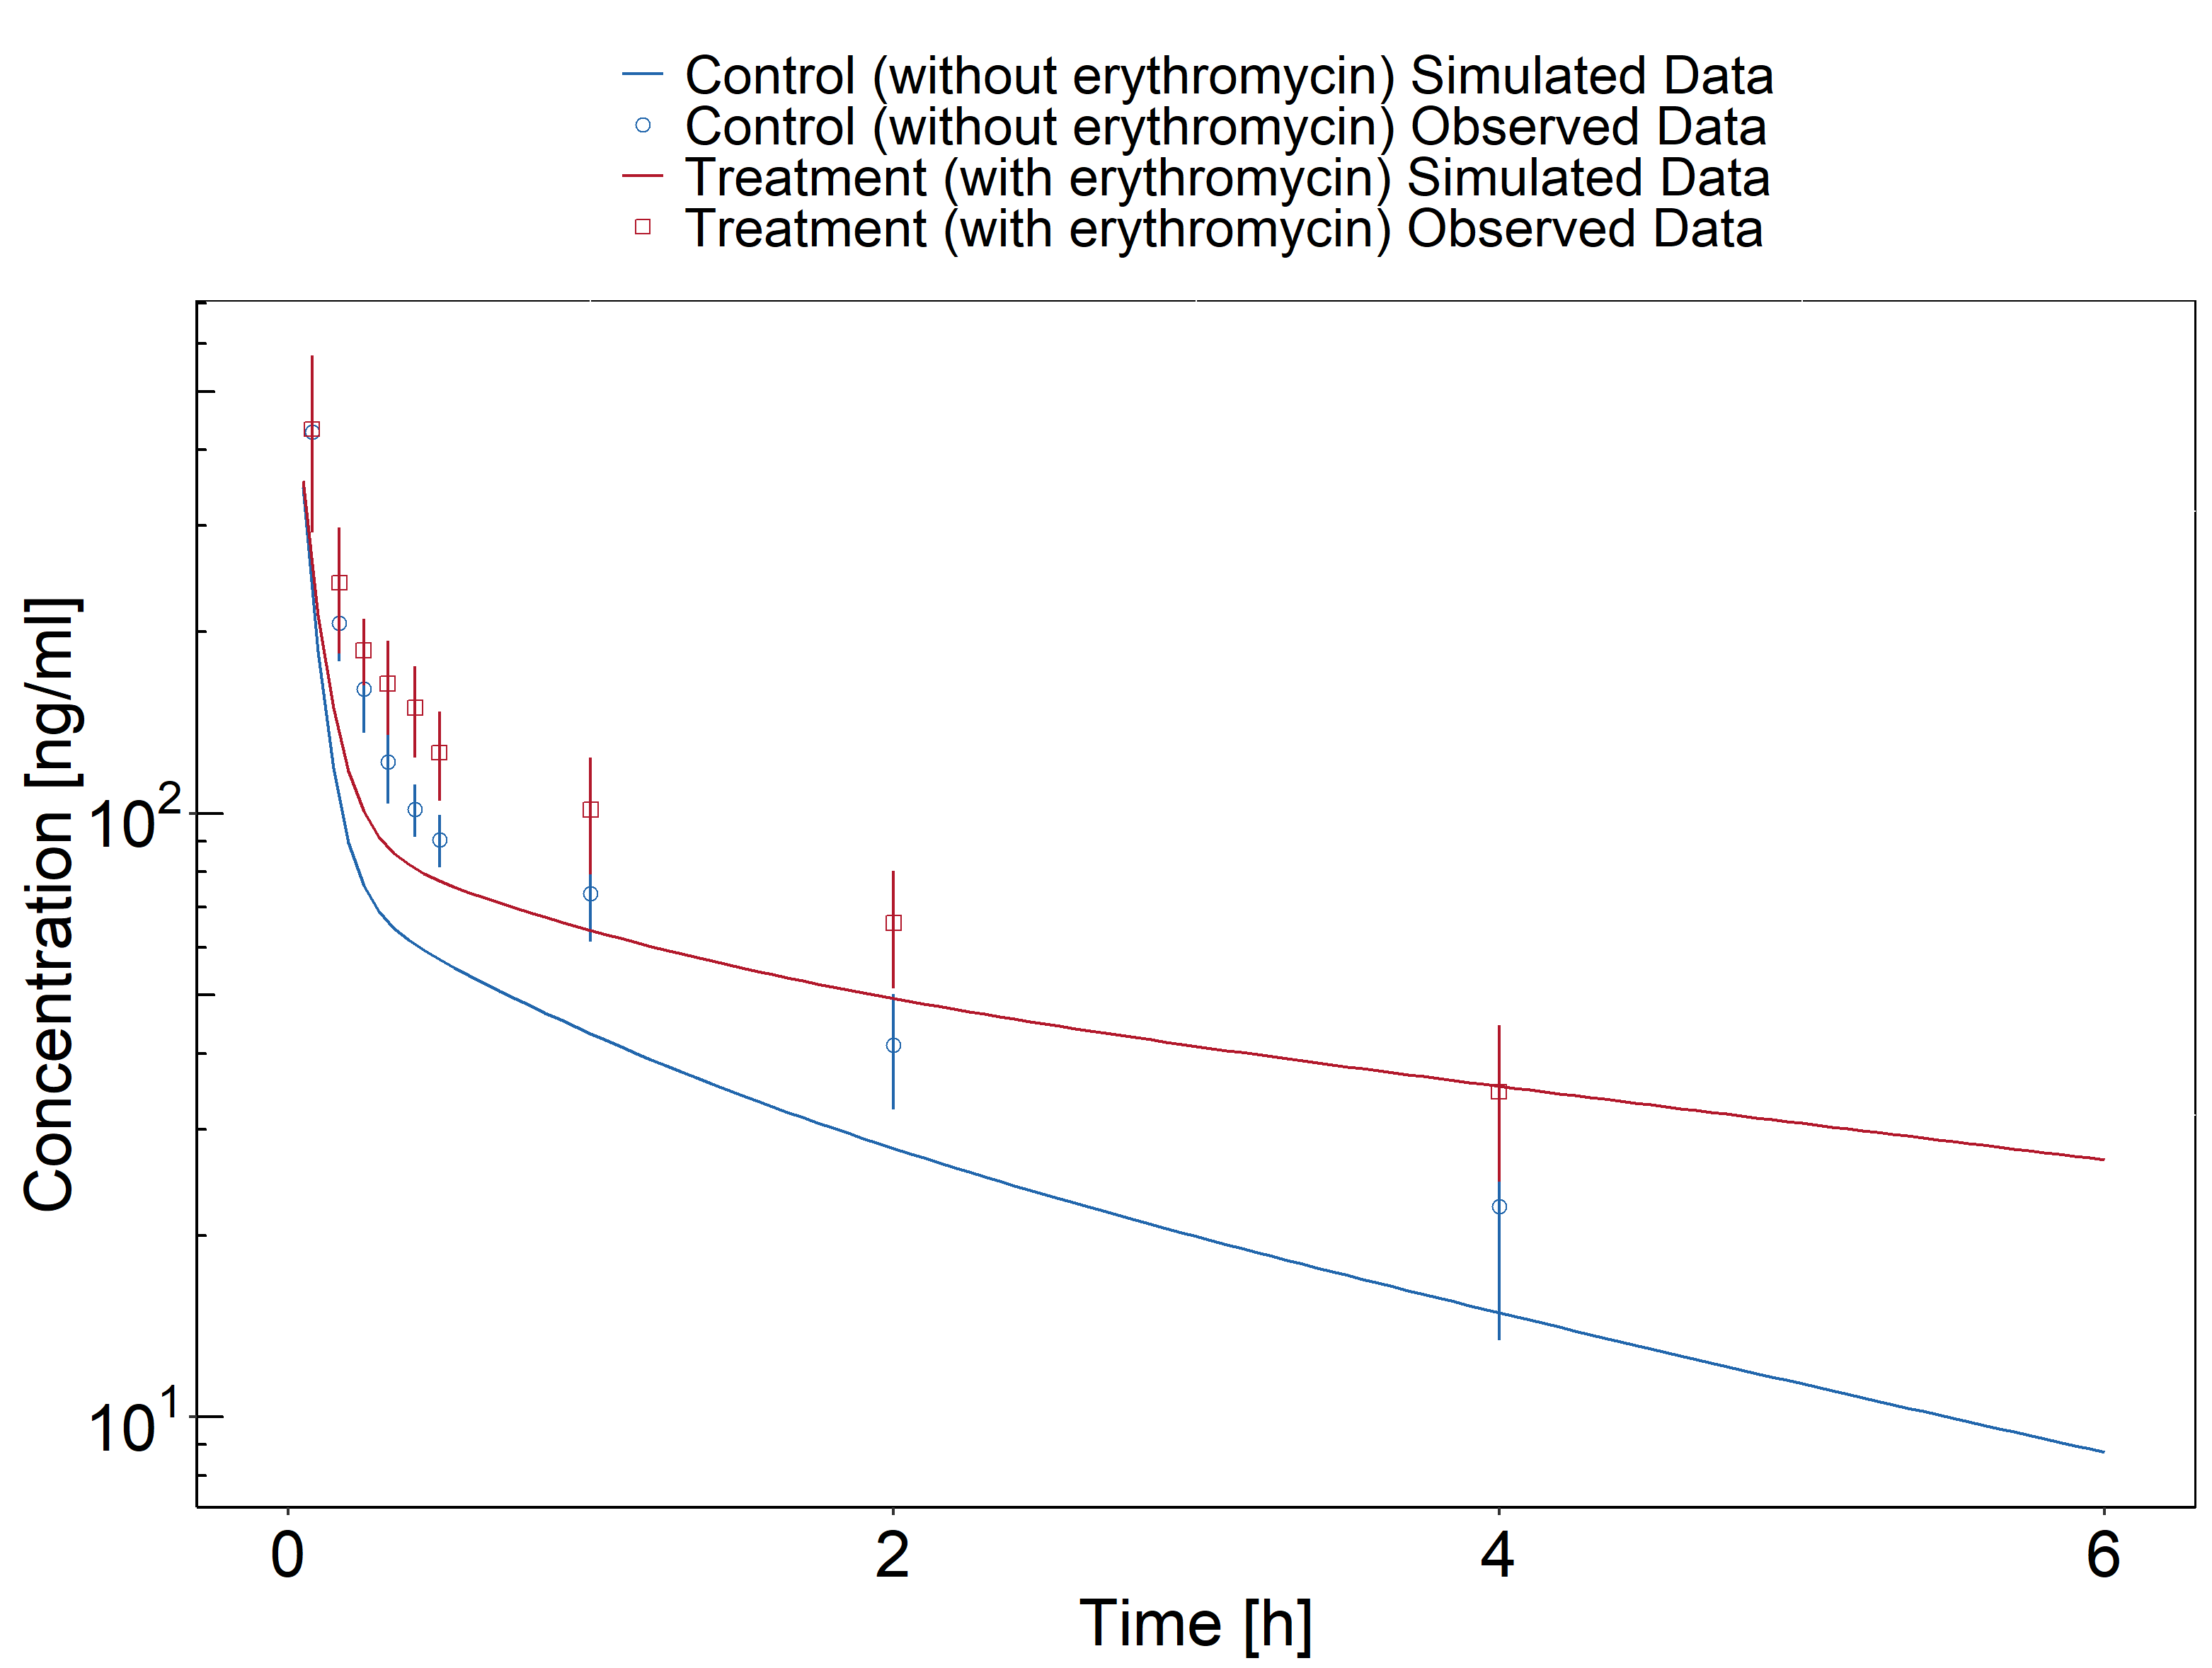 Control (without erythromycin) Simulated Data
Control (without erythromycin) Observed Data
Treatment (with erythromycin) Simulated Data
Treatment (with erythromycin) Observed Data
Concentration [ng/ml]
10²
10¹
0 2 4 6
Time [h]